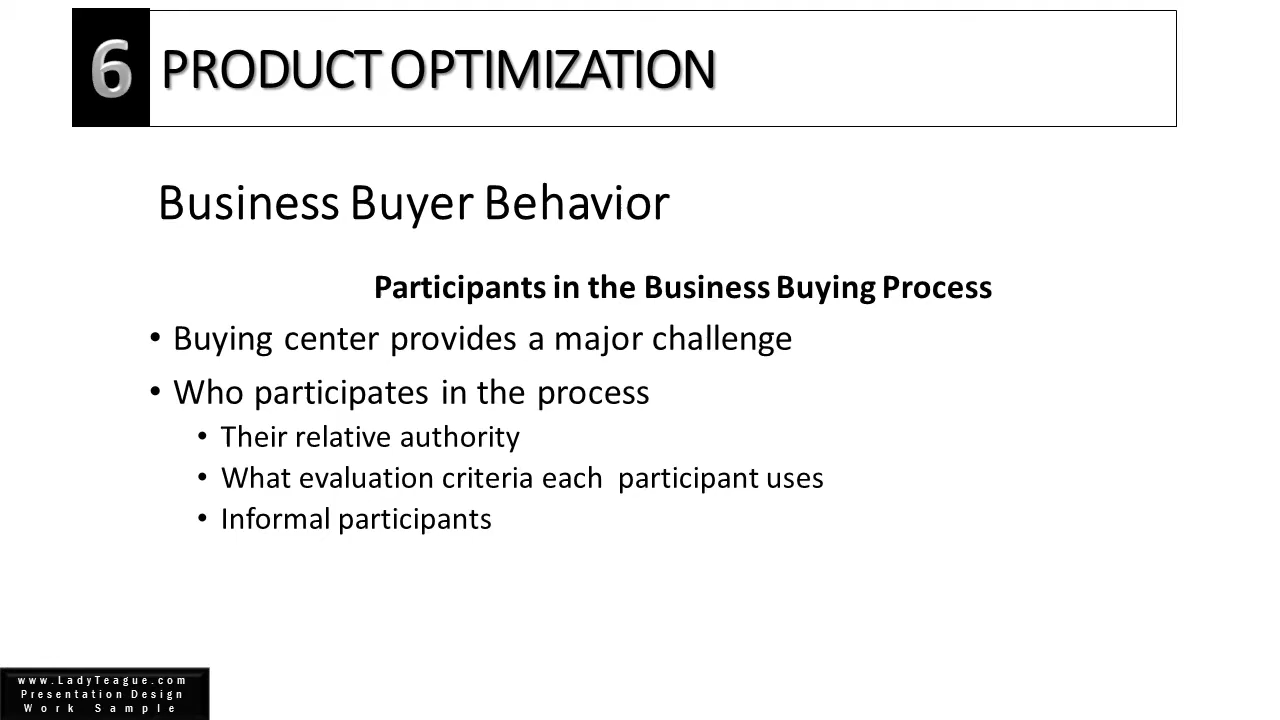 6 PRODUCT OPTIMIZATION
Business Buyer Behavior
Participants in the Business Buying Process
• Buying center provides a major challenge
• Who participates in the process
• Their relative authority
• What evaluation criteria each  participant uses
• Informal participants
www.LadyTeague.com
Presentation Design
Work Sample